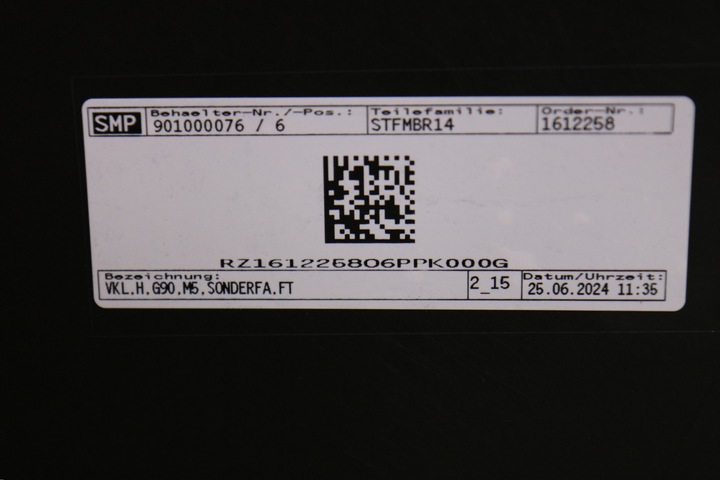 SMP Behaelter-Nr./-Pos.: Teilefamilie: Order-Nr.:
901000076 / 6 STFMBR14 1612258
RZ161225806PPK000G
Bezeichnung: 2_15 Datum/Uhrzeit:
VKL.H.G90.M5.SONDERFA.FT 25.06.2024 11:35